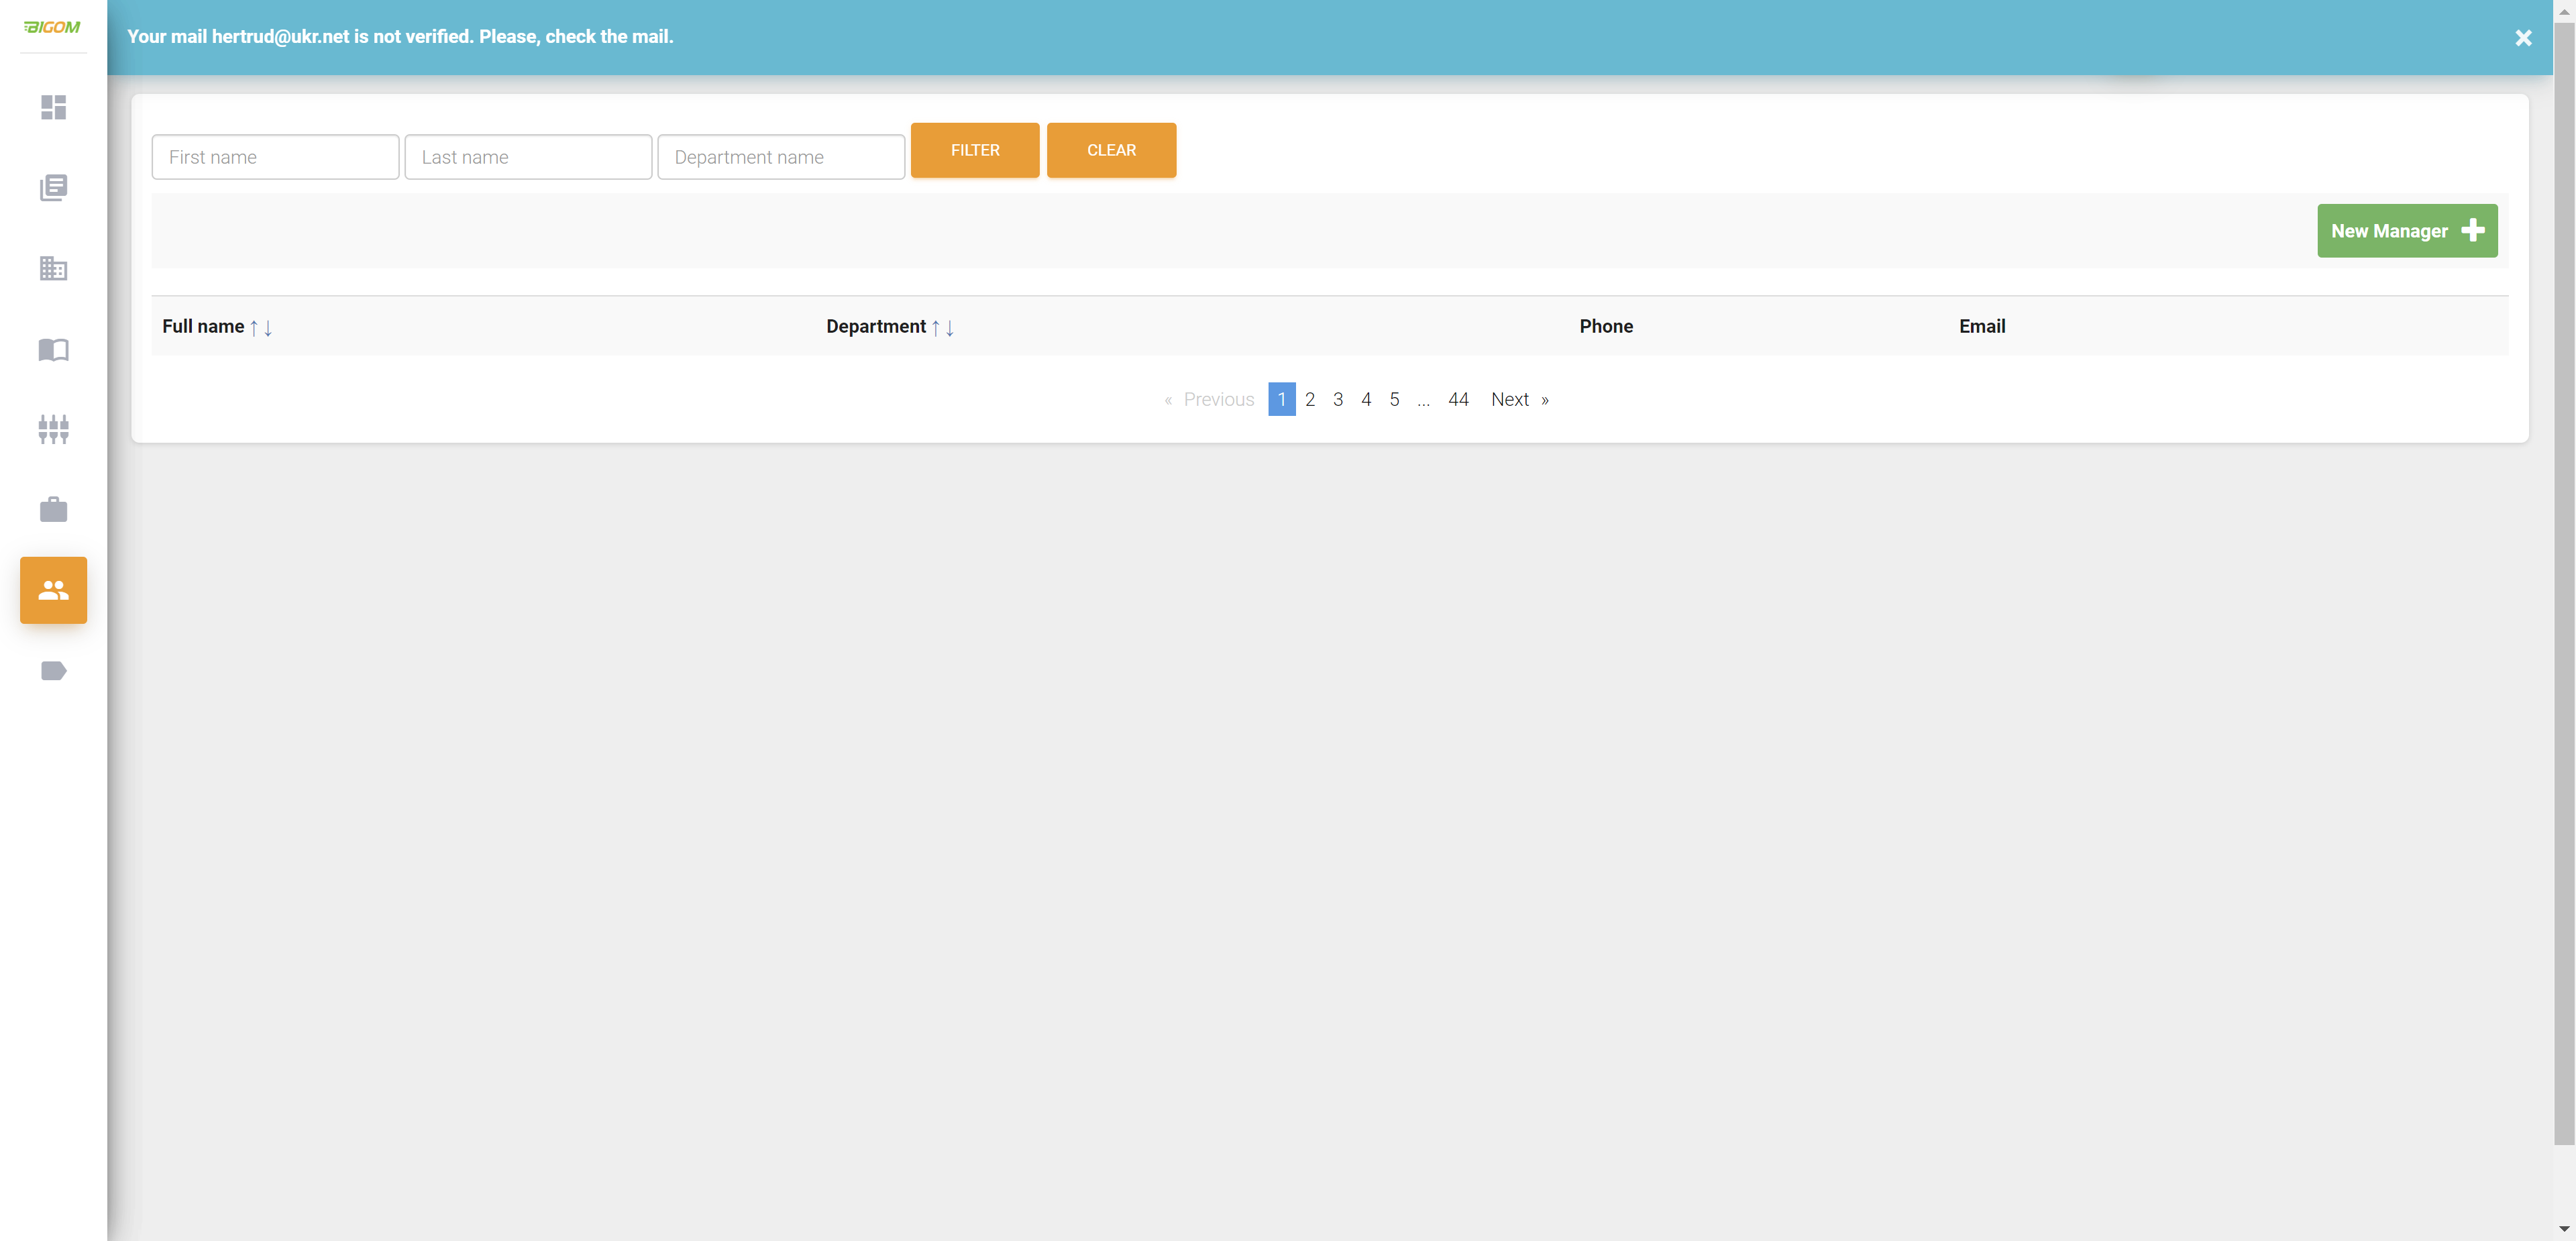 BIGOM
Your mail hertrud@ukr.net is not verified. Please, check the mail.
×
First name
Last name
Department name
FILTER
CLEAR
New Manager
Full name ↑↓
Department ↑↓
Phone
Email
« Previous 1 2 3 4 5 ... 44 Next »